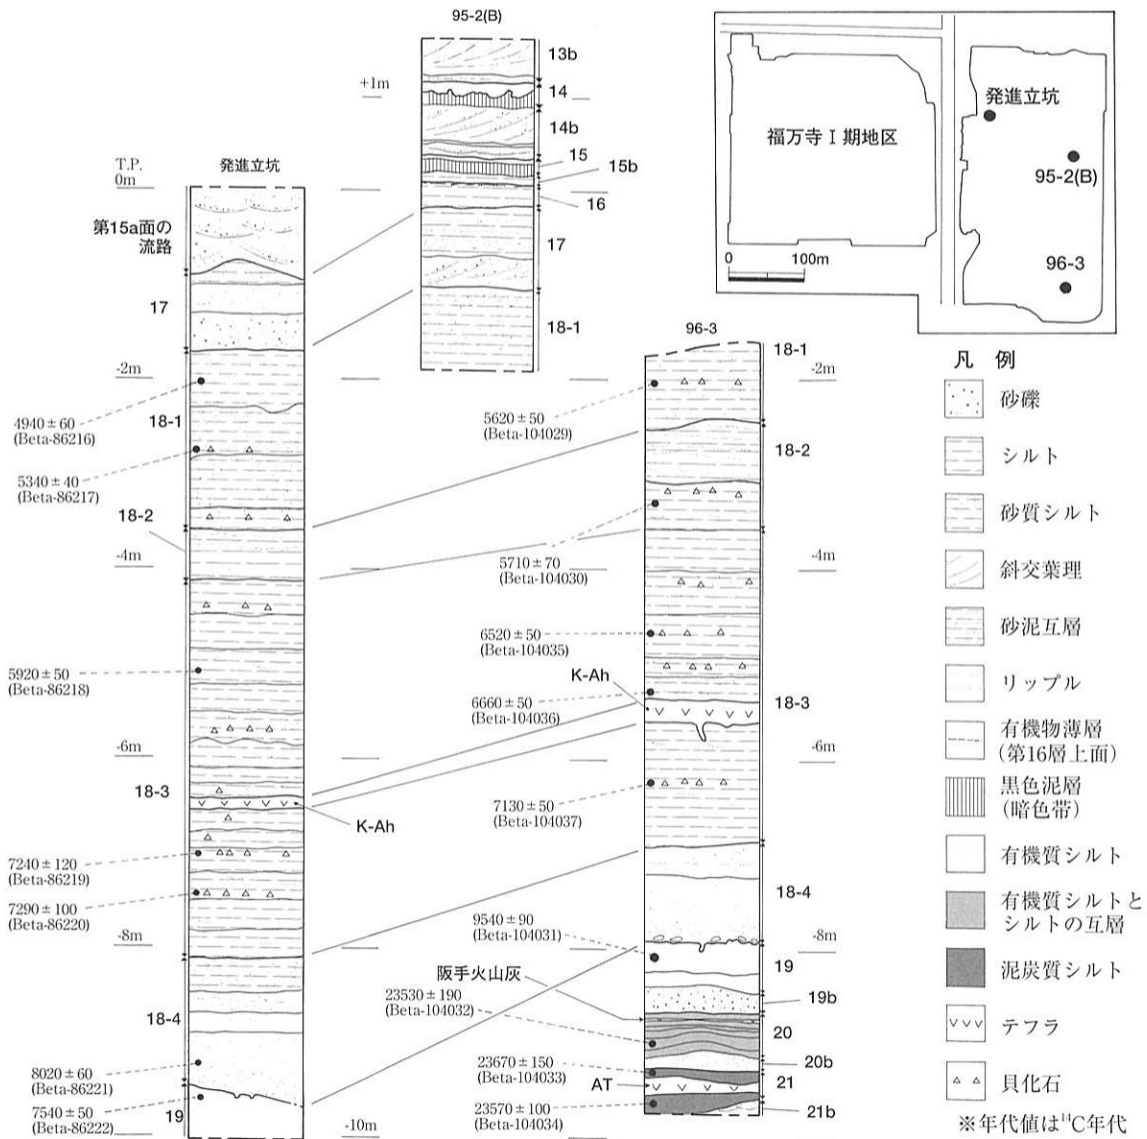 95-2(B)
13b
+1m
14
14b
15
15b
16
17
18-1
T.P.
0m
発進立坑
第15a面の
流路
17
-2m
4940±60
(Beta-86216)
18-1
5340±40
(Beta-86217)
18-2
-4m
5920±50
(Beta-86218)
-6m
18-3
K-Ah
7240±120
(Beta-86219)
7290±100
(Beta-86220)
-8m
18-4
8020±60
(Beta-86221)
7540±50
(Beta-86222)
19
-10m
96-3
18-1
-2m
5620±50
(Beta-104029)
18-2
5710±70
(Beta-104030)
-4m
6520±50
(Beta-104035)
K-Ah
6660±50
(Beta-104036)
18-3
-6m
7130±50
(Beta-104037)
18-4
9540±90
(Beta-104031)
-8m
19
阪手火山灰
19b
23530±190
(Beta-104032)
20
20b
23670±150
(Beta-104033)
21
AT
23570±100
(Beta-104034)
21b
福万寺Ⅰ期地区
発進立坑
95-2(B)
96-3
0 100m
凡 例
砂礫
シルト
砂質シルト
斜交葉理
砂泥互層
リップル
有機物薄層
(第16層上面)
黒色泥層
(暗色帯)
有機質シルト
有機質シルトと
シルトの互層
泥炭質シルト
テフラ
貝化石
※年代値は¹⁴C年代